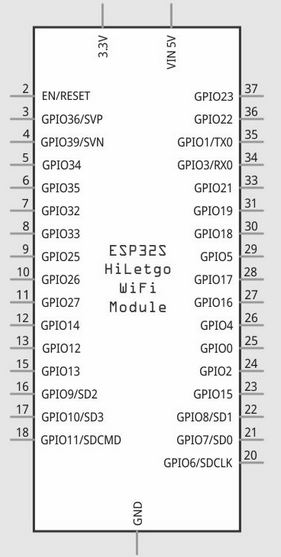 3.3V
VIN 5V
2 EN/RESET GPIO23 37
3 GPIO36/SVP GPIO22 36
4 GPIO39/SVN GPIO1/TX0 35
5 GPIO34 GPIO3/RX0 34
6 GPIO35 GPIO21 33
7 GPIO32 GPIO19 31
8 GPIO33 GPIO18 30
9 GPIO25 GPIO5 29
10 GPIO26 GPIO17 28
11 GPIO27 GPIO16 27
12 GPIO14 GPIO4 26
13 GPIO12 GPIO0 25
15 GPIO13 GPIO2 24
16 GPIO9/SD2 GPIO15 23
17 GPIO10/SD3 GPIO8/SD1 22
18 GPIO11/SDCMD GPIO7/SD0 21
GPIO6/SDCLK 20
ESP32S
HiLetgo
WiFi
Module
GND